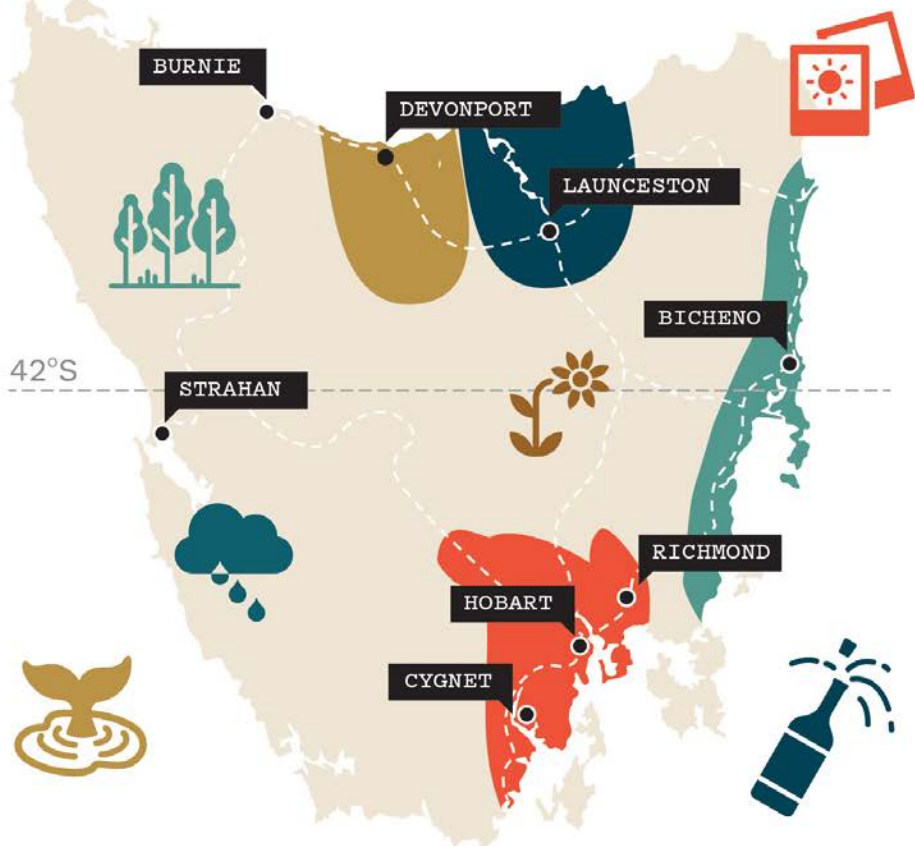 BURNIE
DEVONPORT
LAUNCESTON
BICHENO
42°S
STRAHAN
RICHMOND
HOBART
CYGNET